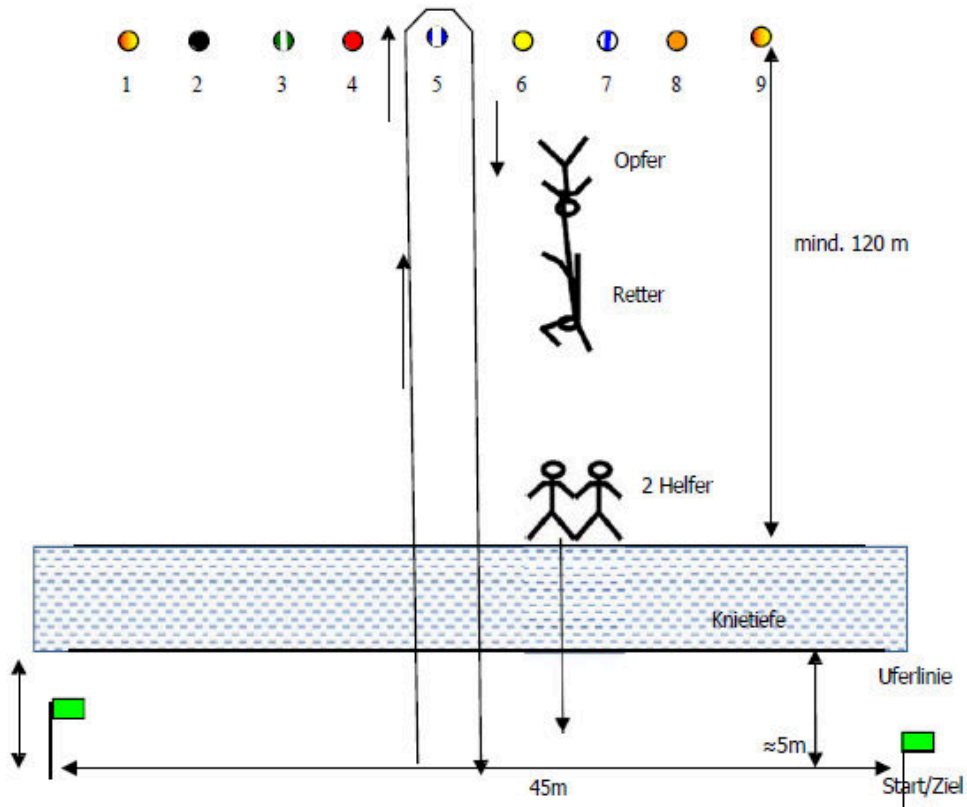 1 2 3 4 5 6 7 8 9
Opfer
mind. 120 m
Retter
2 Helfer
Knietiefe
Uferlinie
≈5m
45m
Start/Ziel